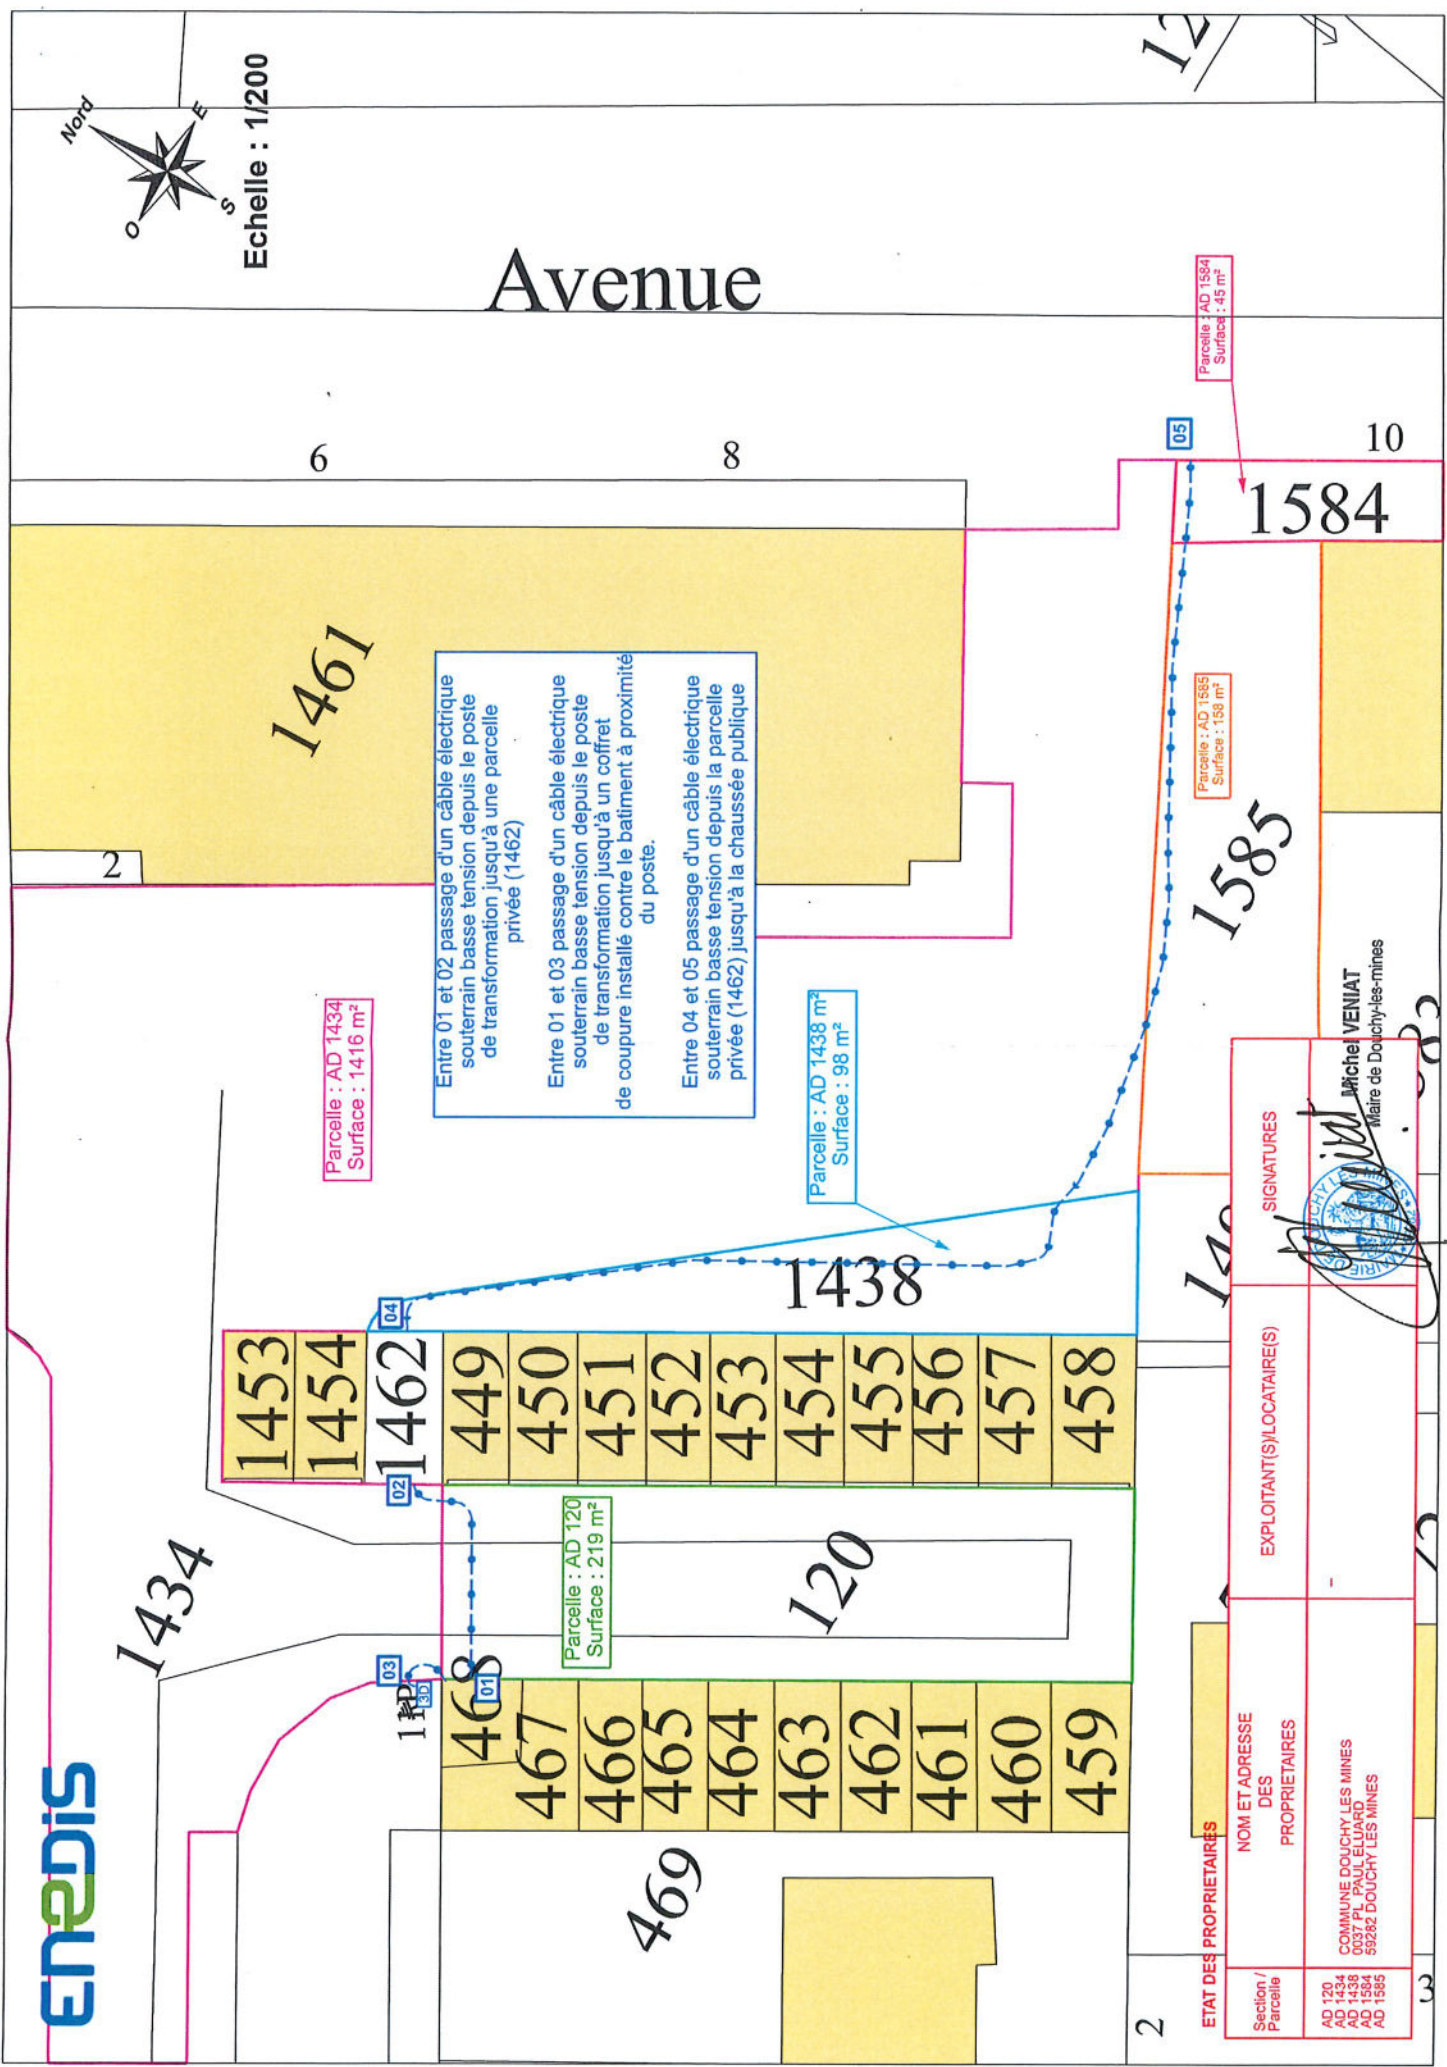 enedis
Nord
E
S
O
Echelle : 1/200
Avenue
2
6
8
10
12
1461
Parcelle : AD 1434
Surface : 1416 m²
Entre 01 et 02 passage d'un câble électrique
souterrain basse tension depuis le poste
de transformation jusqu'à une parcelle
privée (1462)
Entre 01 et 03 passage d'un câble électrique
souterrain basse tension depuis le poste
de transformation jusqu'à un coffret
de coupure installé contre le batiment à proximité
du poste.
Entre 04 et 05 passage d'un câble électrique
souterrain basse tension depuis la parcelle
privée (1462) jusqu'à la chaussée publique
Parcelle : AD 1438 m²
Surface : 98 m²
Parcelle : AD 1585
Surface : 158 m²
Parcelle : AD 1584
Surface : 45 m²
05
1584
1585
1438
04
1434
1453
1454
1462
449
450
451
452
453
454
455
456
457
458
02
03
3D
01
Parcelle : AD 120
Surface : 219 m²
120
468
467
466
465
464
463
462
461
460
459
469
2
3
ETAT DES PROPRIETAIRES
Section /
Parcelle
NOM ET ADRESSE
DES
PROPRIETAIRES
EXPLOITANT(S)/LOCATAIRE(S)
SIGNATURES
AD 120
AD 1434
AD 1438
AD 1584
AD 1585
COMMUNE DOUCHY LES MINES
0037 PL PAUL ELUARD
59282 DOUCHY LES MINES
-
MAIRIE DE DOUCHY LES MINES
Michel VENIAT
Maire de Douchy-les-mines